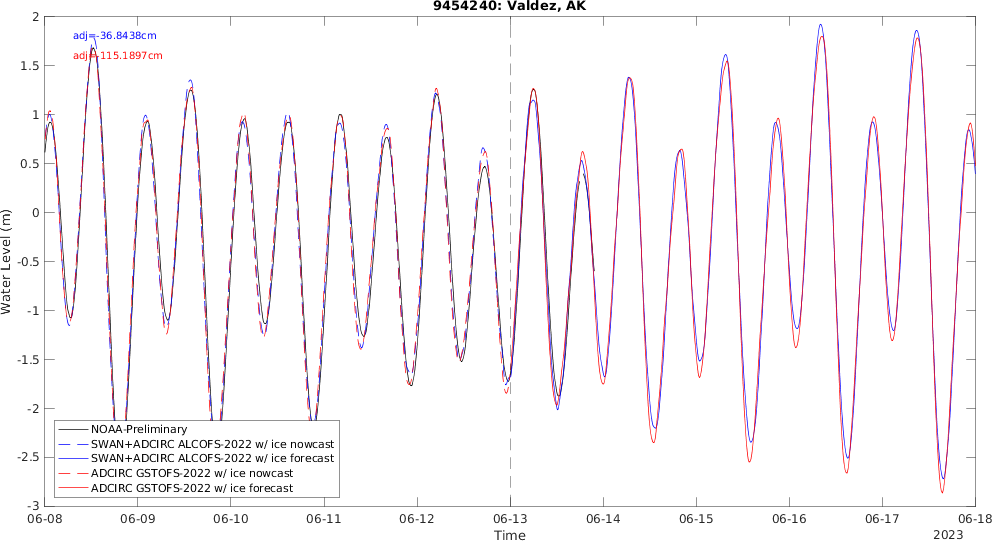 9454240: Valdez, AK
adj=-36.8438cm
adj=-115.1897cm
2
1.5
1
0.5
0
-0.5
-1
-1.5
-2
-2.5
-3
Water Level (m)
NOAA-Preliminary
SWAN+ADCIRC ALCOFS-2022 w/ ice nowcast
SWAN+ADCIRC ALCOFS-2022 w/ ice forecast
ADCIRC GSTOFS-2022 w/ ice nowcast
ADCIRC GSTOFS-2022 w/ ice forecast
06-08 06-09 06-10 06-11 06-12 06-13 06-14 06-15 06-16 06-17 06-18
Time
2023